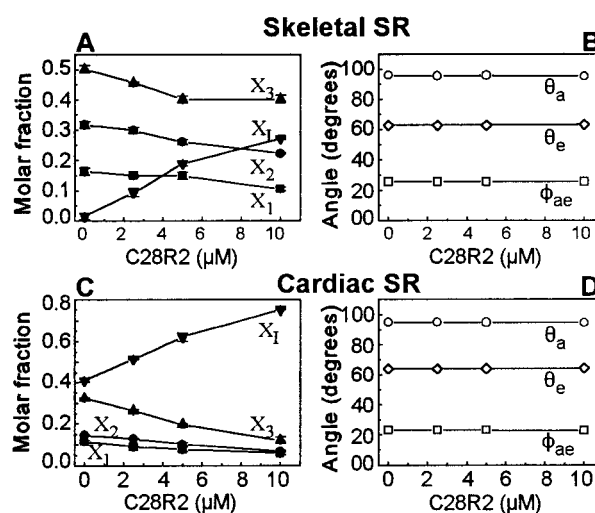 Skeletal SR
A
Molar fraction
0.5
0.4
0.3
0.2
0.1
0.0
X3
XI
X2
X1
0 2 4 6 8 10
C28R2 (µM)
B
Angle (degrees)
100
80
60
40
20
00
θa
θe
ϕae
0 2 4 6 8 10
C28R2 (µM)
Cardiac SR
C
Molar fraction
0.8
0.6
0.4
0.2
0.0
XI
X3
X2
X1
0 2 4 6 8 10
C28R2 (µM)
D
Angle (degrees)
100
80
60
40
20
00
θa
θe
ϕae
0 2 4 6 8 10
C28R2 (µM)